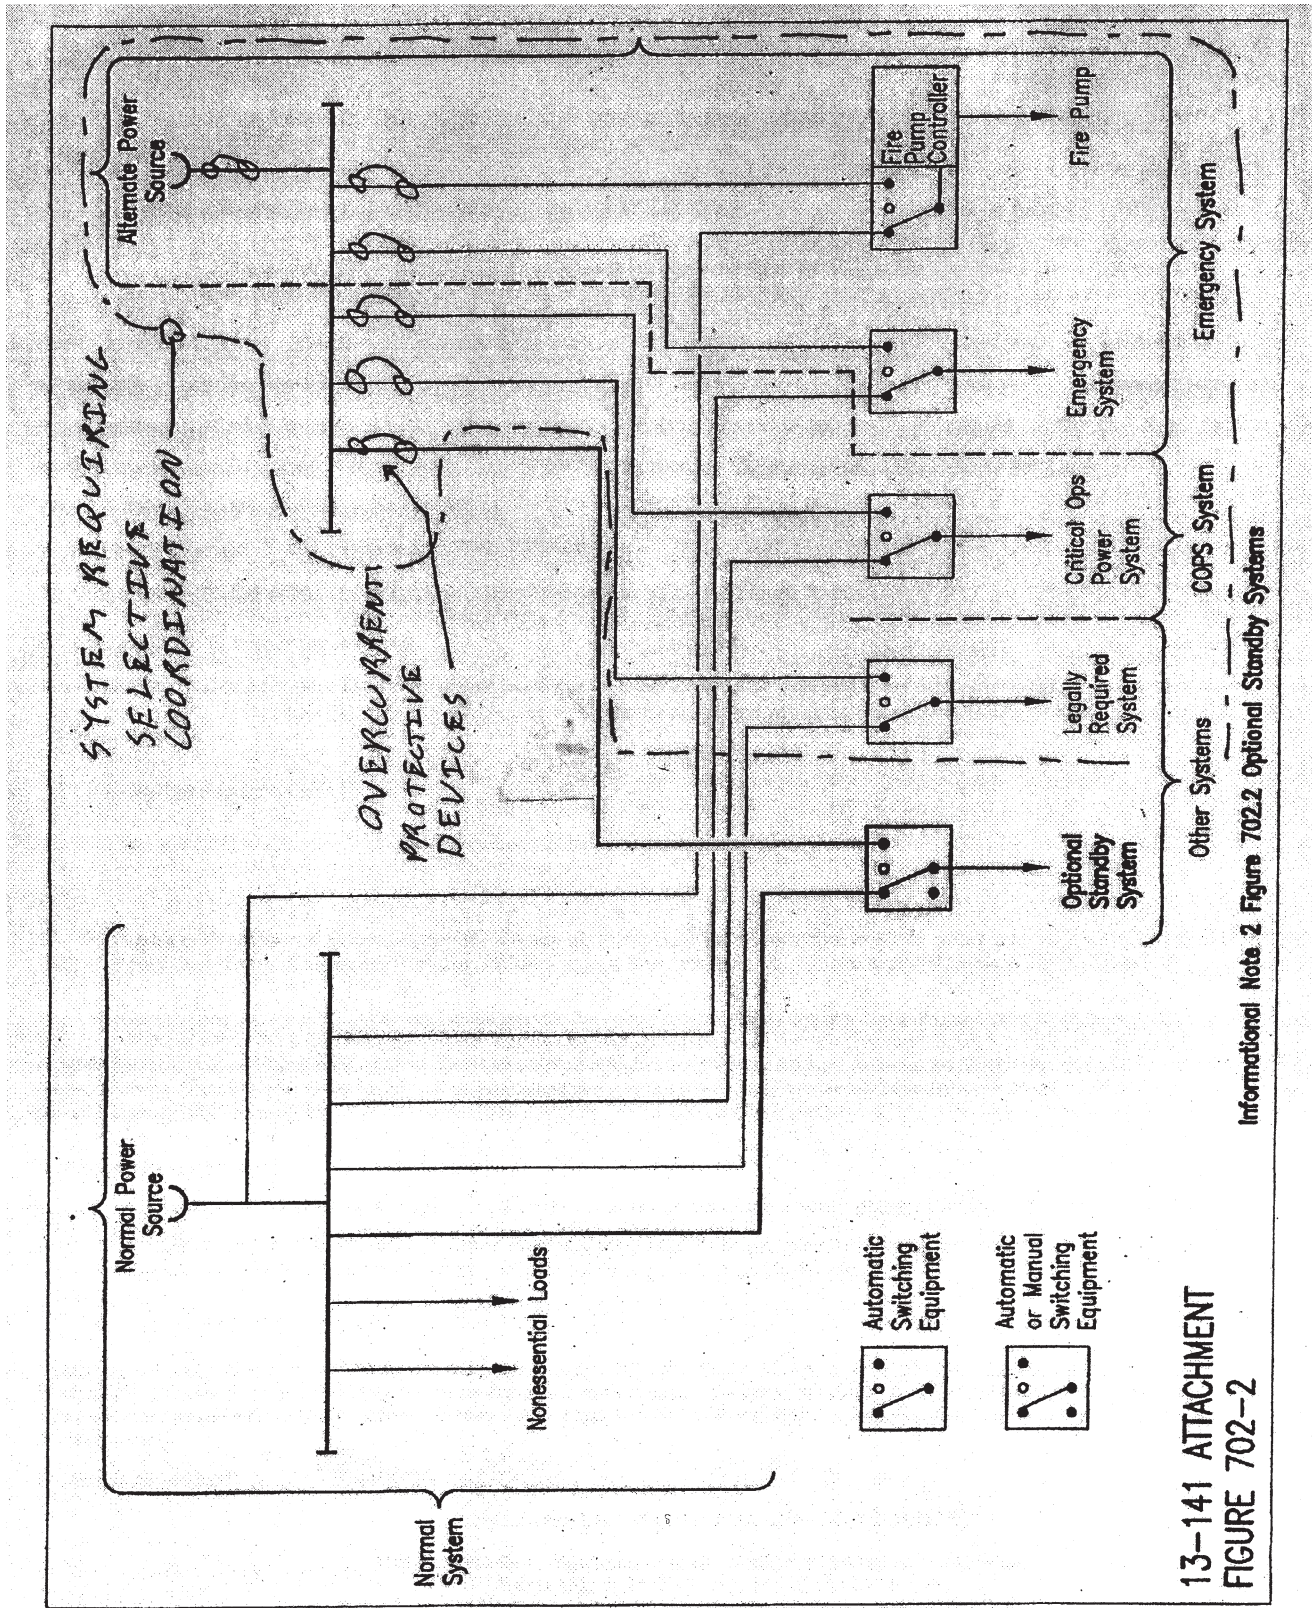 Normal Power
Source
Alternate Power
Source
SYSTEM REQUIRING
SELECTIVE
COORDINATION
OVERCURRENT
PROTECTIVE
DEVICES
Normal
System
Nonessential Loads
Fire
Pump
Controller
Automatic
Switching
Equipment
Automatic
or Manual
Switching
Equipment
Optional
Standby
System
Legally
Required
System
Critical Ops
Power
System
Emergency
System
Fire Pump
Other Systems
COPS System
Emergency System
13-141 ATTACHMENT
FIGURE 702-2
Informational Note 2 Figure 702.2 Optional Standby Systems